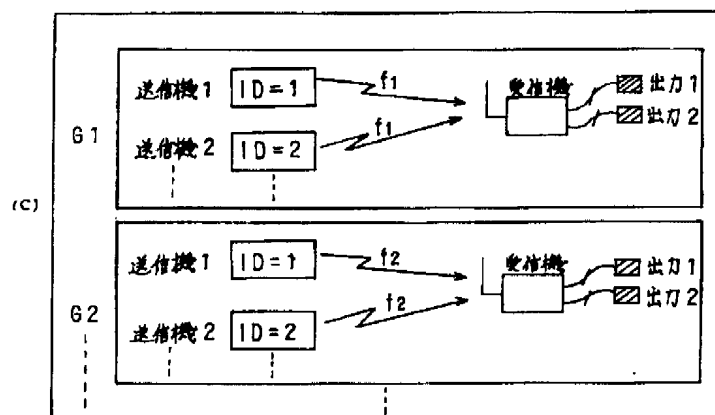 送信機1 ID=1 f1 受信機 出力1
G1
送信機2 ID=2 f1 出力2
(C)
送信機1 ID=1 f2 受信機 出力1
G2
送信機2 ID=2 f2 出力2